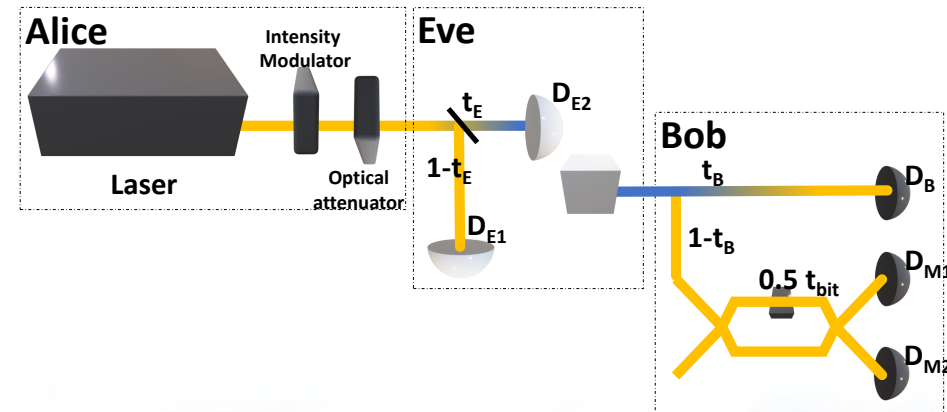 Alice
Intensity
Modulator
Laser
Optical
attenuator
Eve
t_E
D_E2
1-t_E
D_E1
Bob
t_B
D_B
1-t_B
D_M1
0.5 t_bit
D_M2